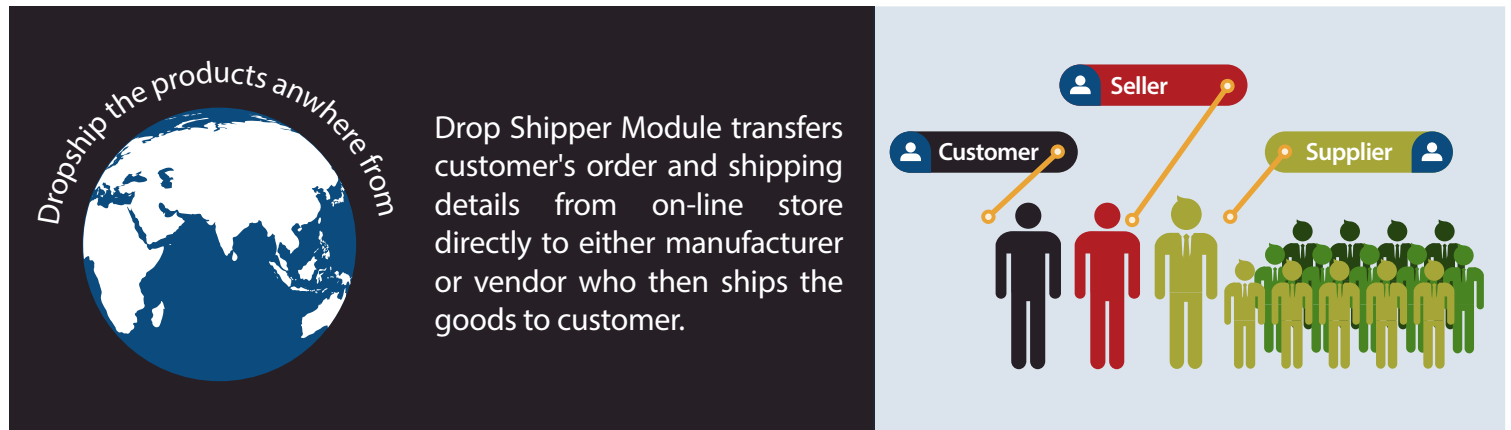 Dropship the products anwhere from
Drop Shipper Module transfers
customer's order and shipping
details from on-line store
directly to either manufacturer
or vendor who then ships the
goods to customer.
Seller
Customer
Supplier